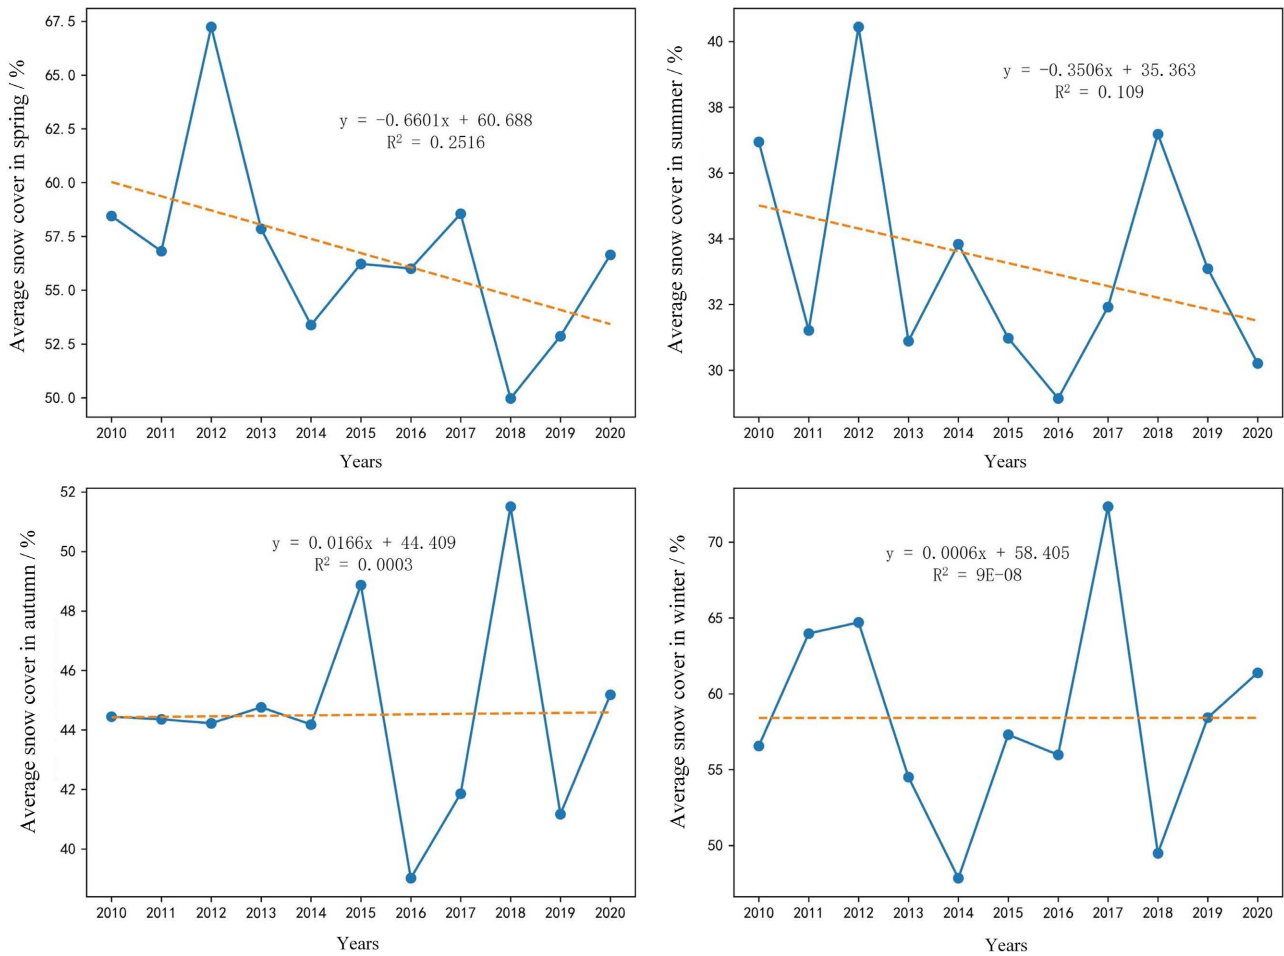 Average snow cover in spring / %
67.5
65.0
62.5
60.0
57.5
55.0
52.5
50.0
y = -0.6601x + 60.688
R² = 0.2516
2010 2011 2012 2013 2014 2015 2016 2017 2018 2019 2020
Years
Average snow cover in summer / %
40
38
36
34
32
30
y = -0.3506x + 35.363
R² = 0.109
2010 2011 2012 2013 2014 2015 2016 2017 2018 2019 2020
Years
Average snow cover in autumn / %
52
50
48
46
44
42
40
y = 0.0166x + 44.409
R² = 0.0003
2010 2011 2012 2013 2014 2015 2016 2017 2018 2019 2020
Years
Average snow cover in winter / %
70
65
60
55
50
y = 0.0006x + 58.405
R² = 9E-08
2010 2011 2012 2013 2014 2015 2016 2017 2018 2019 2020
Years